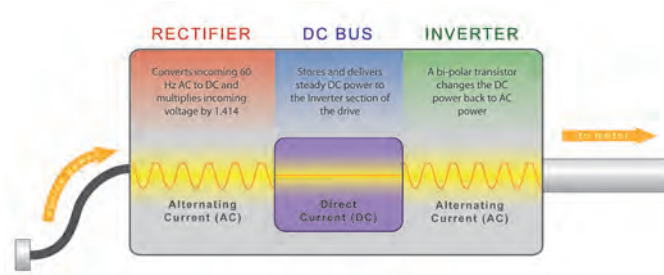 RECTIFIER
DC BUS
INVERTER
Converts incoming 60
Hz AC to DC and
multiplies incoming
voltage by 1.414
Stores and delivers
steady DC power to
the Inverter section of
the drive
A bi-polar transistor
changes the DC
power back to AC
power
to motor
Alternating
Current (AC)
Direct
Current (DC)
Alternating
Current (AC)